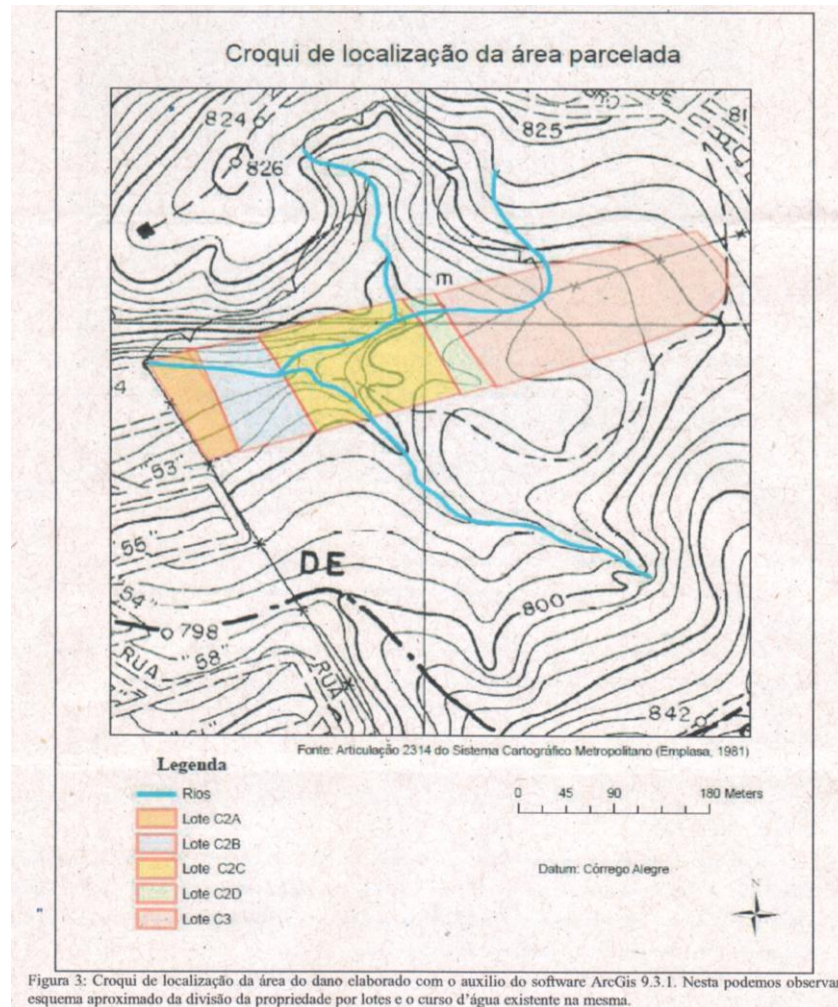 Croqui de localização da área parcelada
824
826
825
81
m
4
"53"
"55"
"54"
DE
798
RUA
"58"
RUA
800
842
Fonte: Articulação 2314 do Sistema Cartográfico Metropolitano (Emplasa, 1981)
Legenda
Rios
Lote C2A
Lote C2B
Lote C2C
Lote C2D
Lote C3
0 45 90 180 Meters
Datum: Córrego Alegre
N
Figura 3: Croqui de localização da área do dano elaborado com o auxilio do software ArcGis 9.3.1. Nesta podemos observa
esquema aproximado da divisão da propriedade por lotes e o curso d'água existente na mesma.